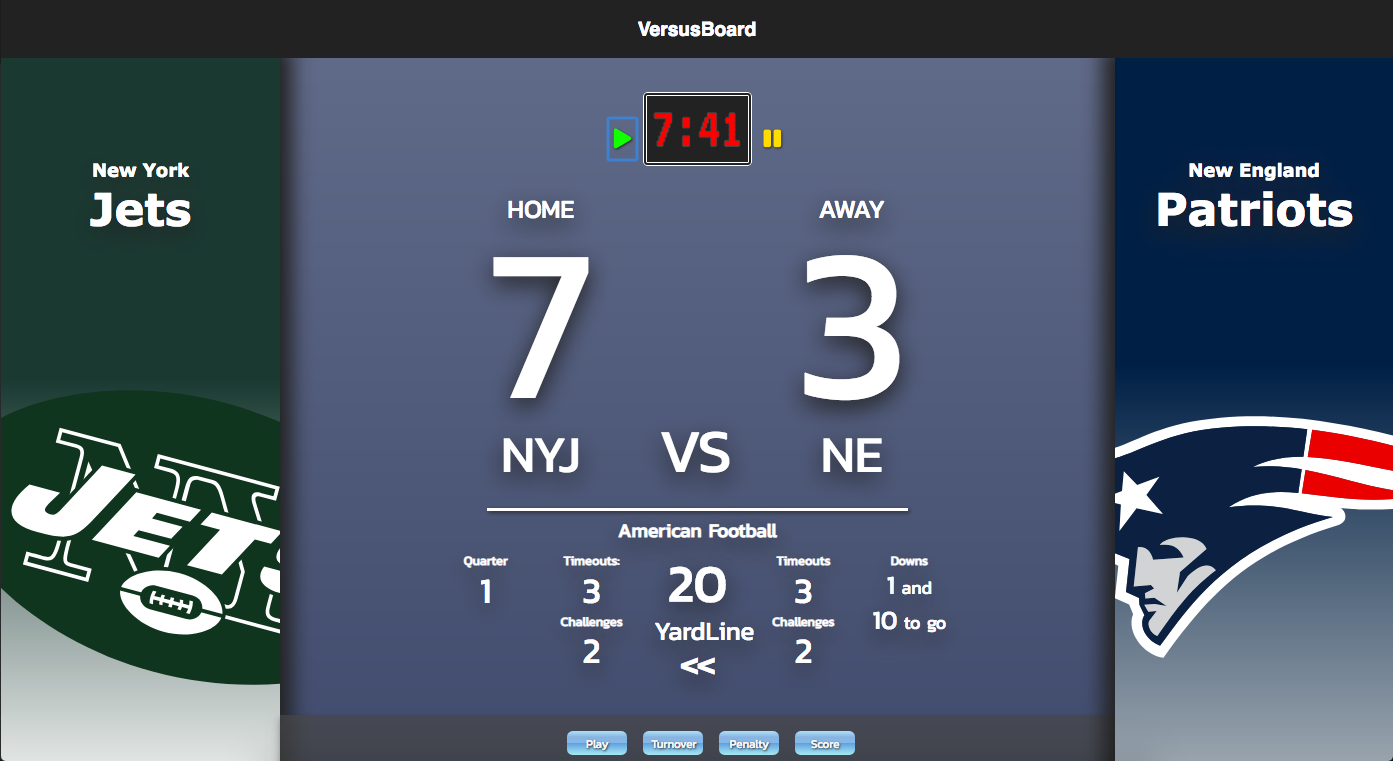 VersusBoard
7:41
New York
Jets
New England
Patriots
HOME
AWAY
7
3
NYJ
VS
NE
American Football
Quarter
1
Timeouts:
3
Challenges
2
20
YardLine
<<
Timeouts
3
Challenges
2
Downs
1 and
10 to go
NY
JETS
Play
Turnover
Penalty
Score